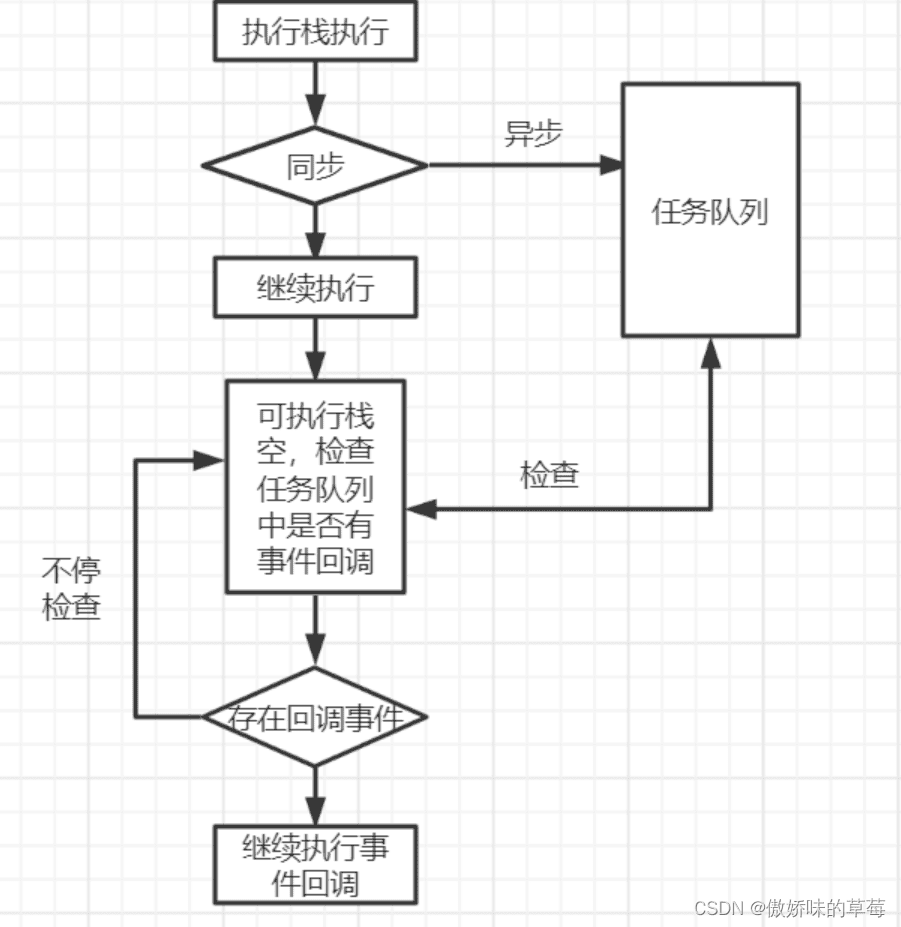 执行栈执行
异步
同步
任务队列
继续执行
可执行栈
空，检查
任务队列
中是否有
事件回调
检查
不停
检查
存在回调事件
继续执行事
件回调
CSDN @傲娇味的草莓